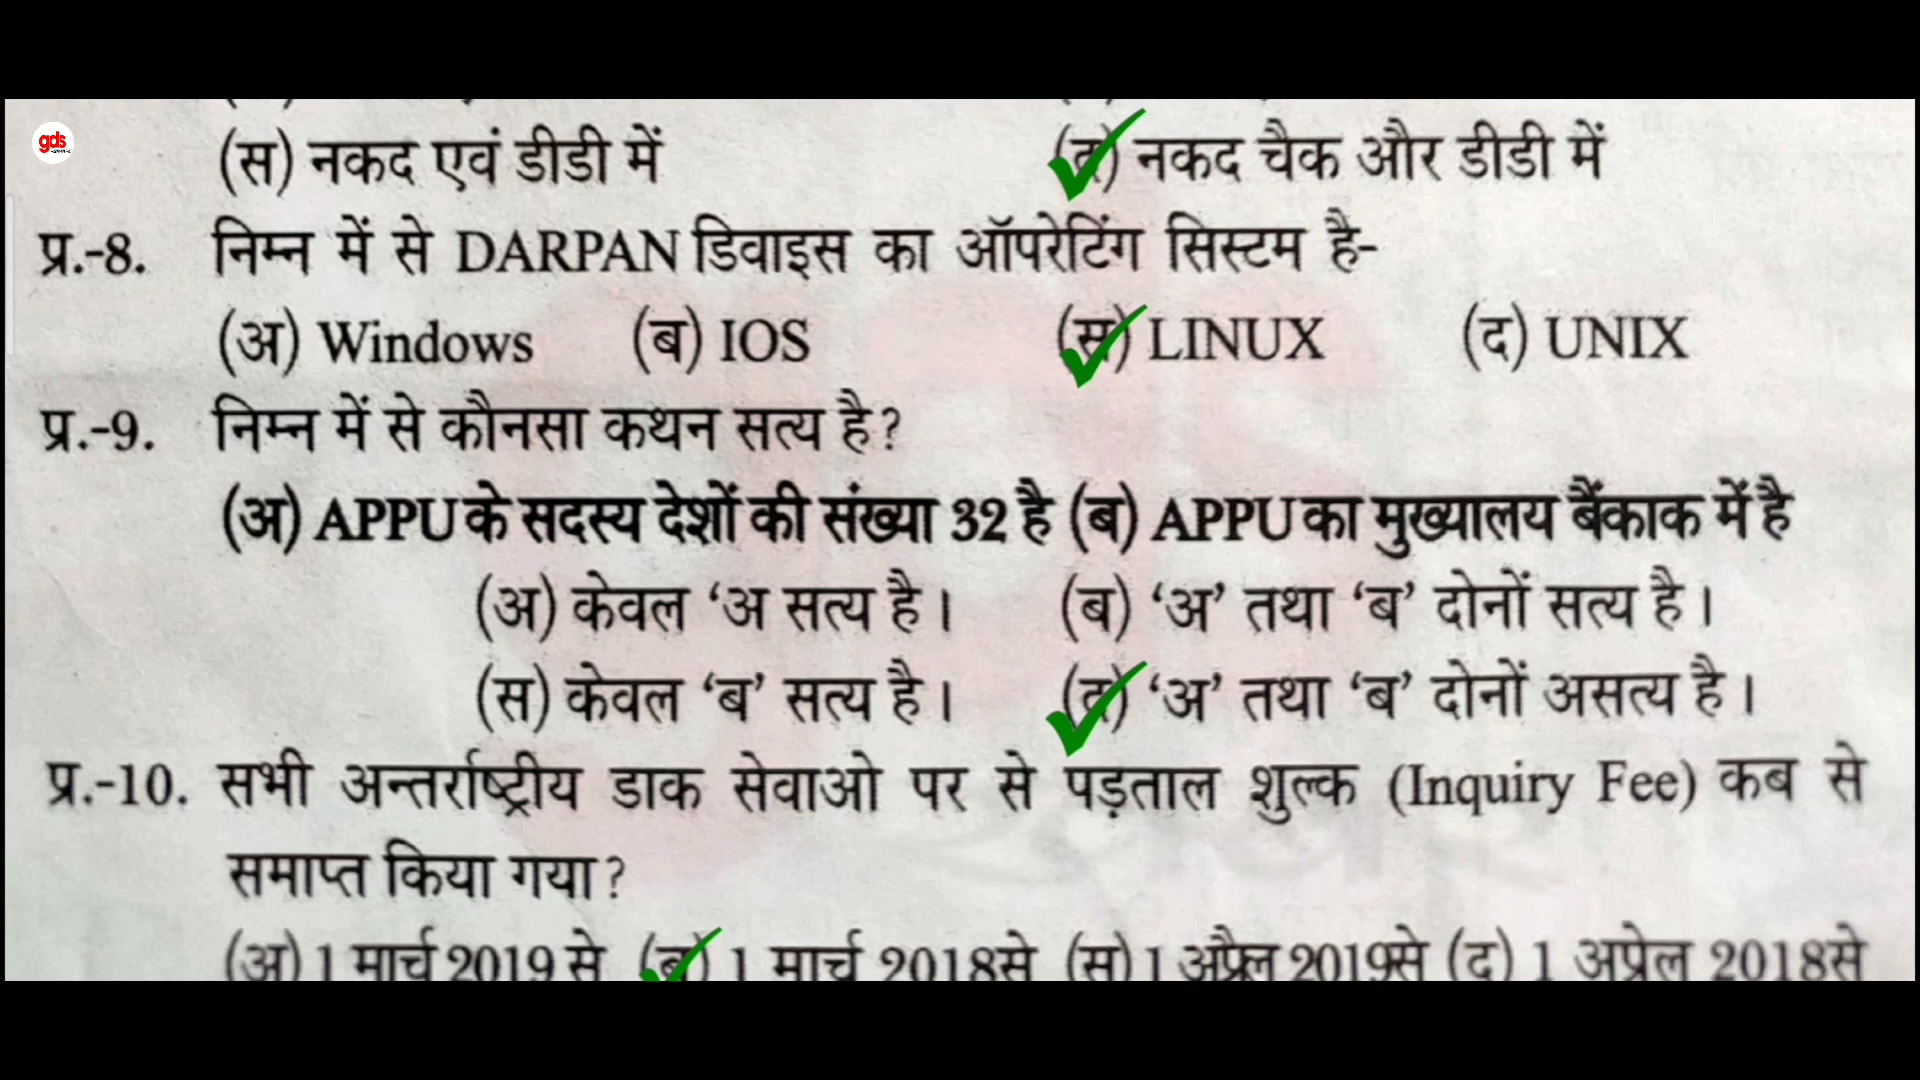 gds
(स) नकद एवं डीडी में (द) नकद चैक और डीडी में
प्र.-8. निम्न में से DARPAN डिवाइस का ऑपरेटिंग सिस्टम है-
(अ) Windows (ब) IOS (स) LINUX (द) UNIX
प्र.-9. निम्न में से कौनसा कथन सत्य है?
(अ) APPU के सदस्य देशों की संख्या 32 है (ब) APPU का मुख्यालय बैंकाक में है
(अ) केवल ‘अ सत्य है। (ब) ‘अ’ तथा ‘ब’ दोनों सत्य है।
(स) केवल ‘ब’ सत्य है। (द) ‘अ’ तथा ‘ब’ दोनों असत्य है।
प्र.-10. सभी अन्तर्राष्ट्रीय डाक सेवाओ पर से पड़ताल शुल्क (Inquiry Fee) कब से
समाप्त किया गया?
(अ) 1 मार्च 2019 से (ब) 1 मार्च 2018से (स) 1 अप्रैल 2019से (द) 1 अप्रेल 2018से